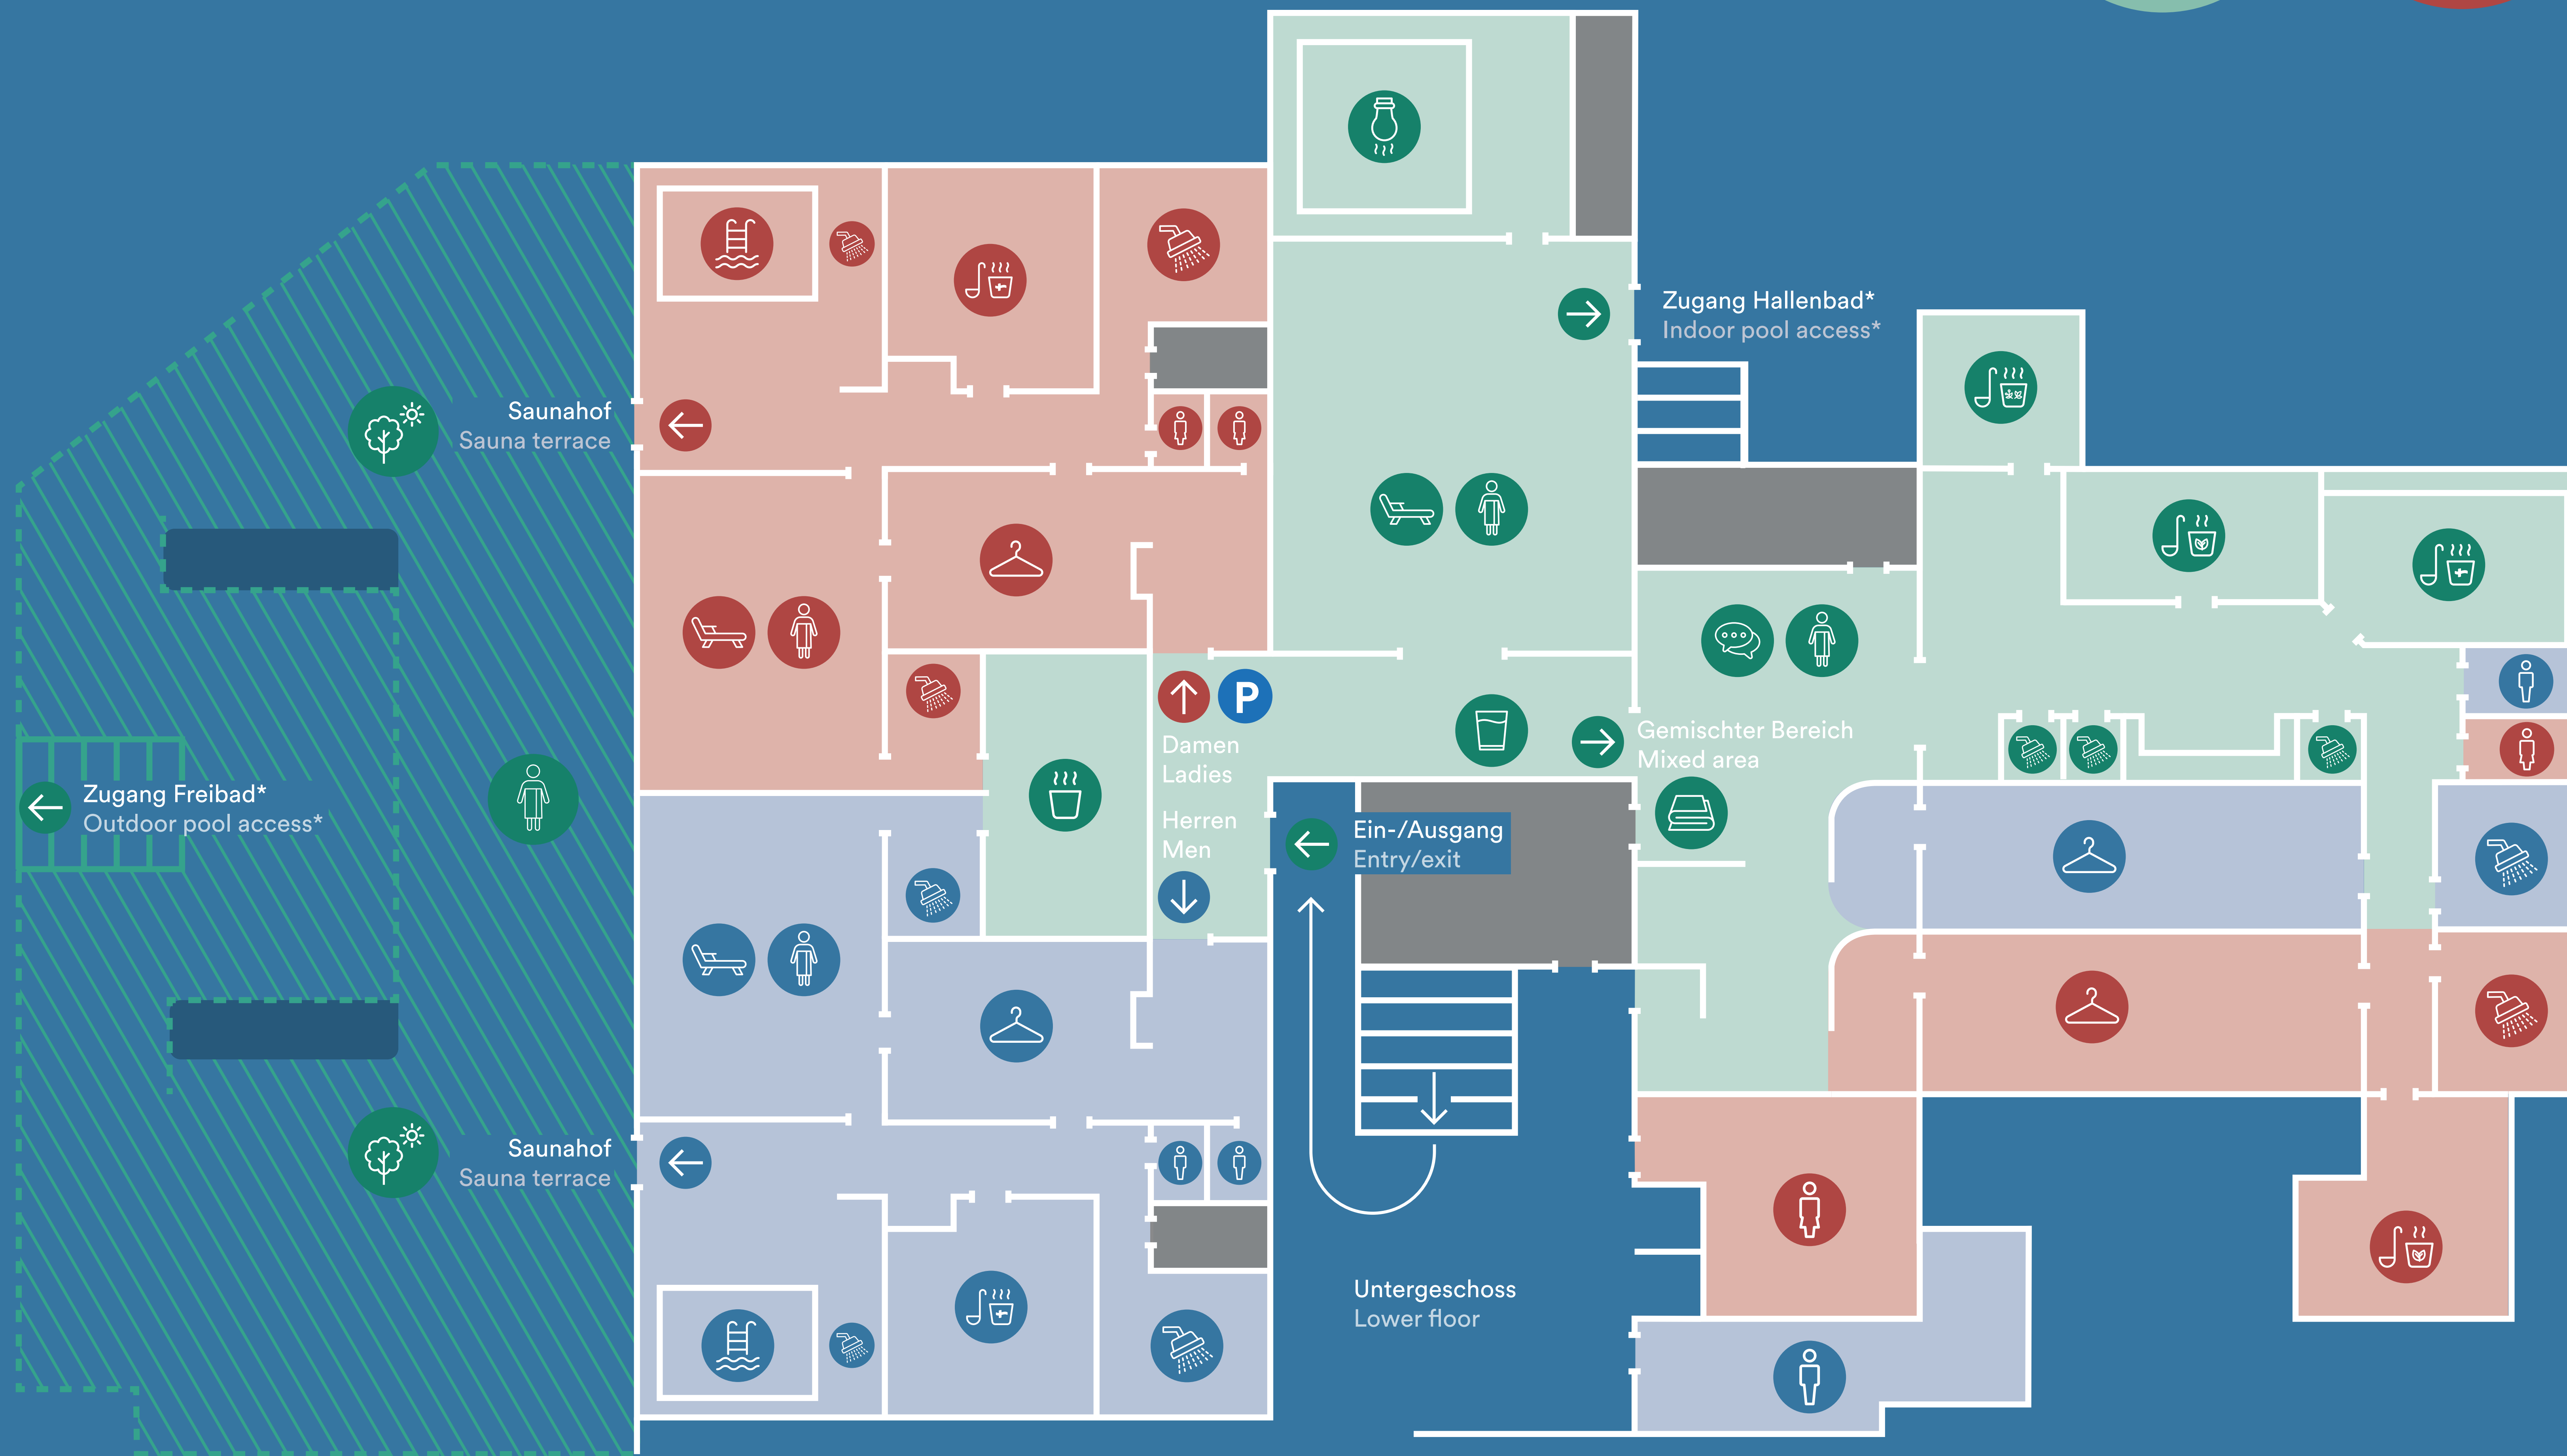 Zugang Hallenbad*
Indoor pool access*
Saunahof
Sauna terrace
P
Damen
Ladies
Gemischter Bereich
Mixed area
Zugang Freibad*
Outdoor pool access*
Herren
Men
Ein-/Ausgang
Entry/exit
Saunahof
Sauna terrace
Untergeschoss
Lower floor